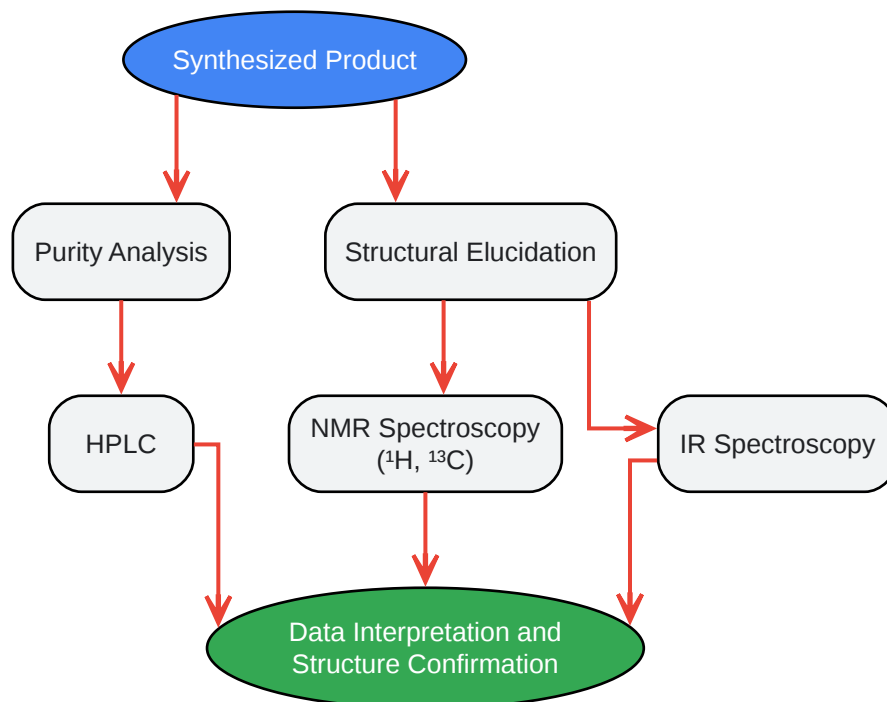 Synthesized Product
Purity Analysis
Structural Elucidation
HPLC
NMR Spectroscopy
(¹H, ¹³C)
IR Spectroscopy
Data Interpretation and
Structure Confirmation